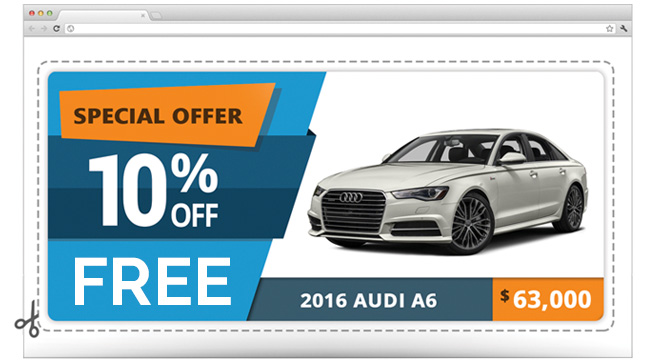 SPECIAL OFFER
10% OFF
FREE
2016 AUDI A6
$63,000